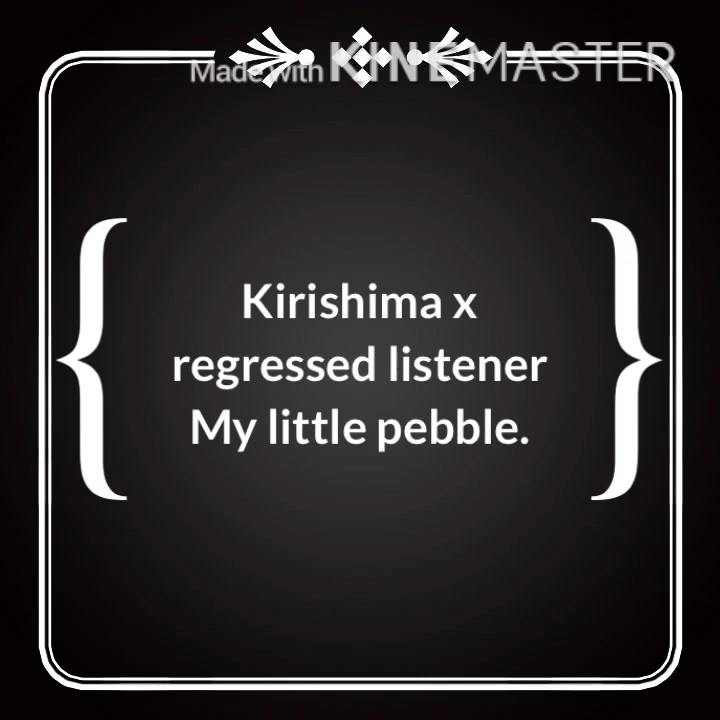 Made with KINEMASTER
Kirishima x
regressed listener
My little pebble.